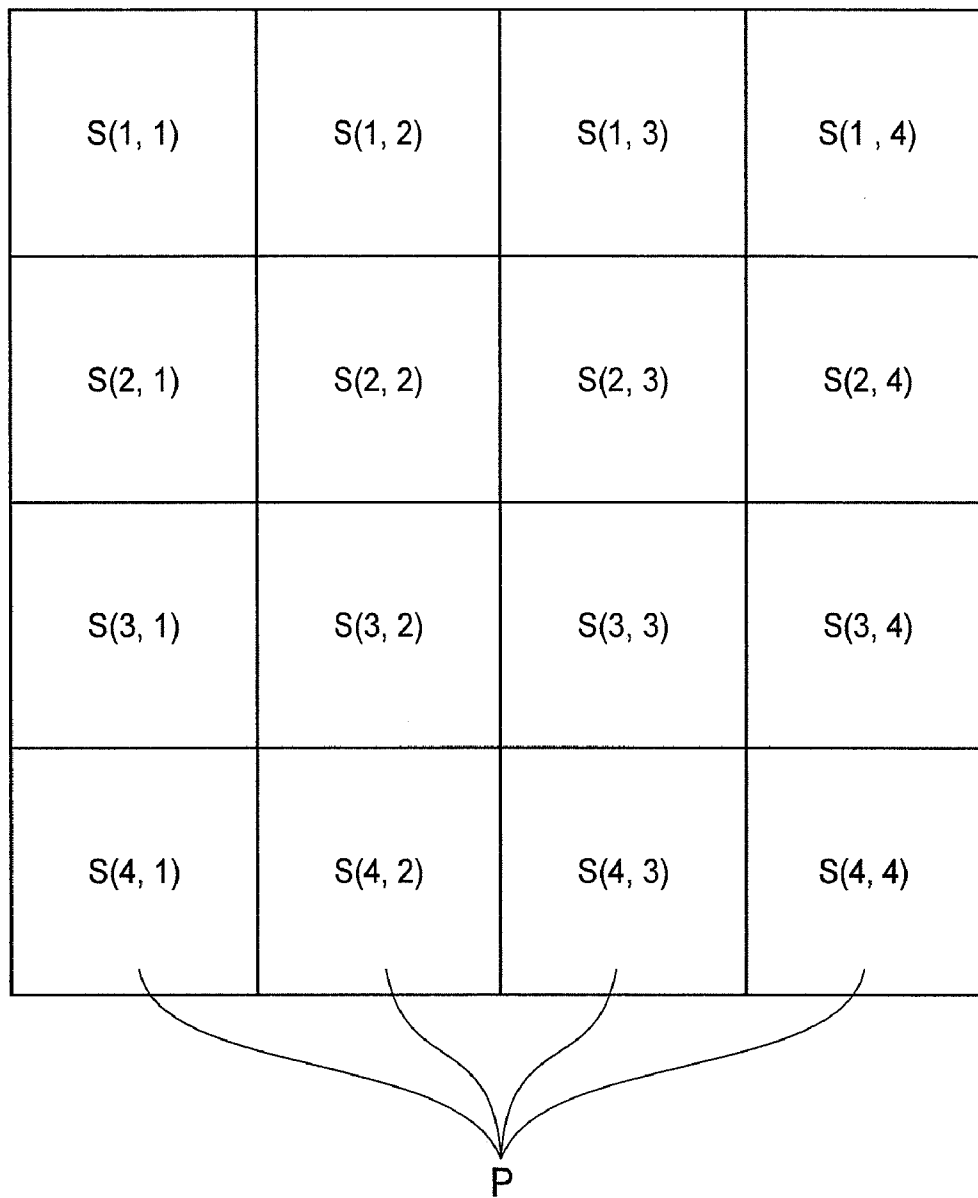 S(1, 1) S(1, 2) S(1, 3) S(1 , 4)
S(2, 1) S(2, 2) S(2, 3) S(2, 4)
S(3, 1) S(3, 2) S(3, 3) S(3, 4)
S(4, 1) S(4, 2) S(4, 3) S(4, 4)
P